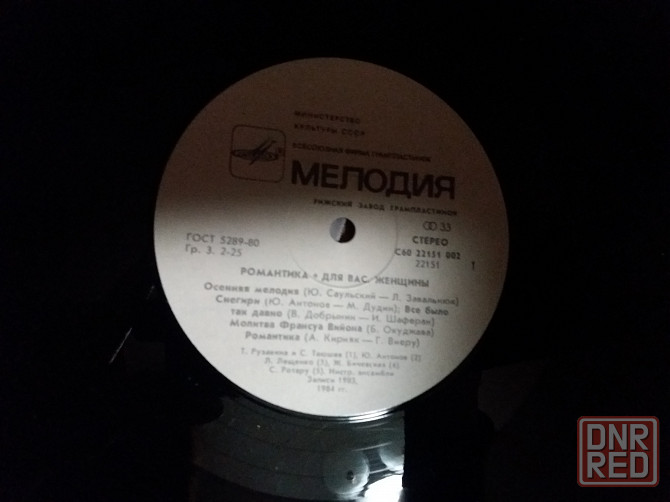 МИНИСТЕРСТВО
КУЛЬТУРЫ СССР
ВСЕСОЮЗНАЯ ФИРМА ГРАМПЛАСТИНОК
МЕЛОДИЯ
РИЖСКИЙ ЗАВОД ГРАМПЛАСТИНОК
33
ГОСТ 5289-80
Гр. 3. 2-25
СТЕРЕО
С60 22151 002
22151
1
РОМАНТИКА • ДЛЯ ВАС, ЖЕНЩИНЫ
Осенняя мелодия (Ю. Саульский — Л. Завальнюк)
Снегири (Ю. Антонов — М. Дудин); Все было
так давно (В. Добрынин — И. Шаферан)
Молитва Франсуа Вийона (Б. Окуджава)
Романтика (А. Кирияк — Г. Виеру)
Т. Рузавина и С. Таюшев (1), Ю. Антонов (2)
Л. Лещенко (3), Ж. Бичевская (4)
С. Ротару (5). Инстр. ансамбли
Записи 1983,
1984 гг.
DNR
RED